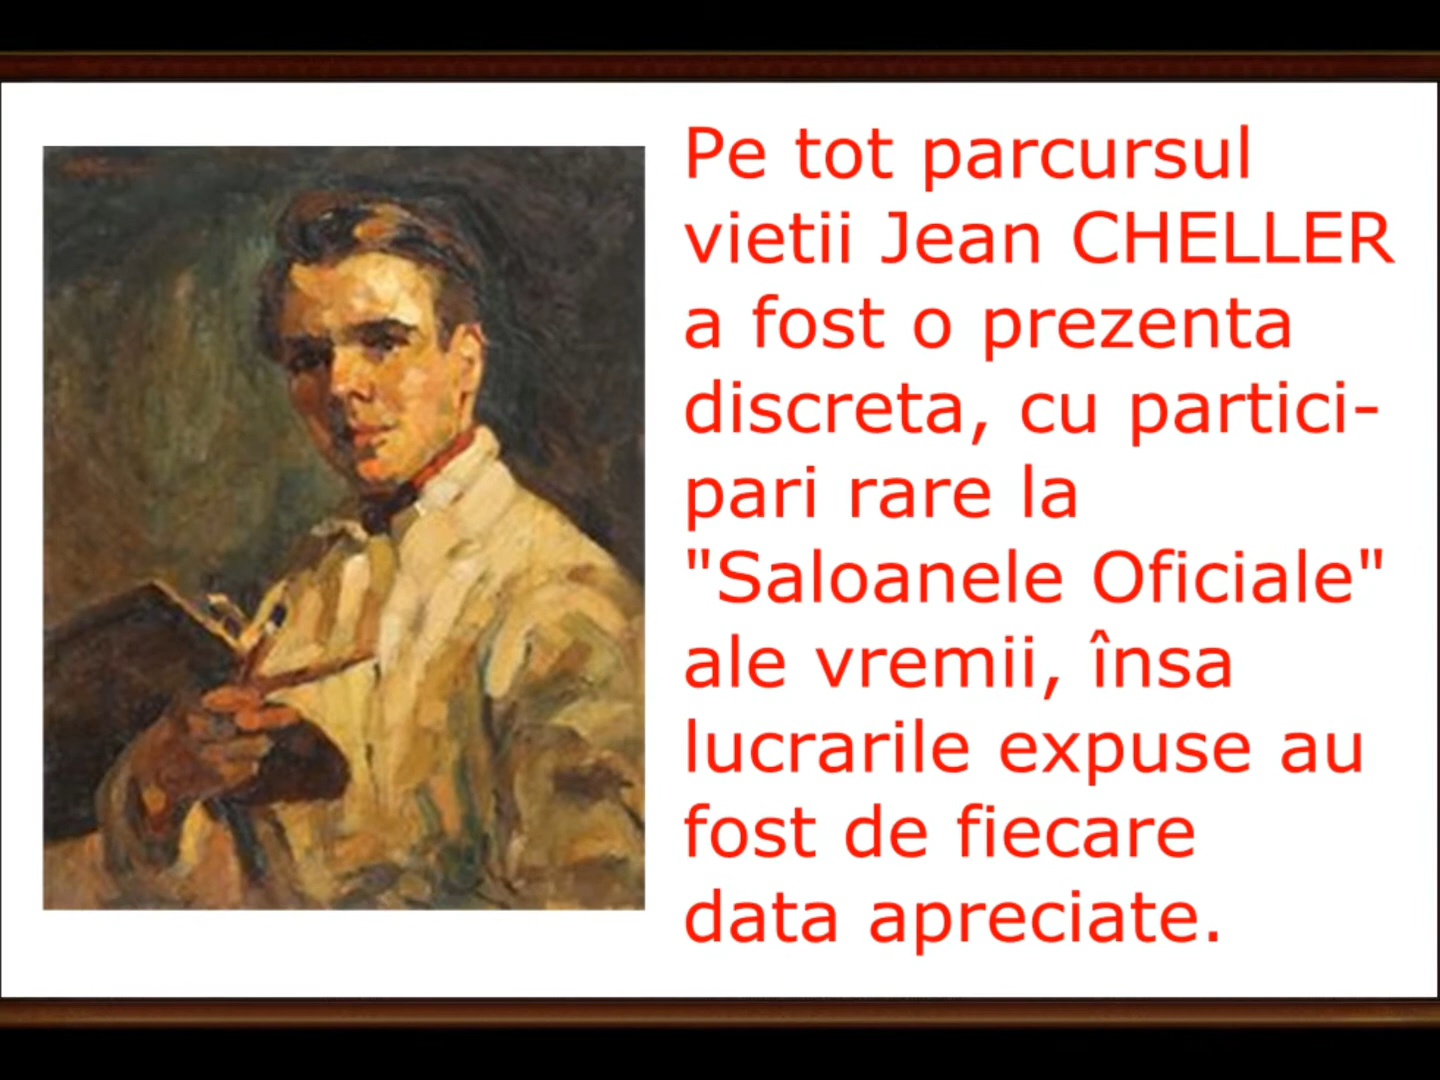 Pe tot parcursul
vietii Jean CHELLER
a fost o prezenta
discreta, cu partici-
pari rare la
"Saloanele Oficiale"
ale vremii, însa
lucrarile expuse au
fost de fiecare
data apreciate.